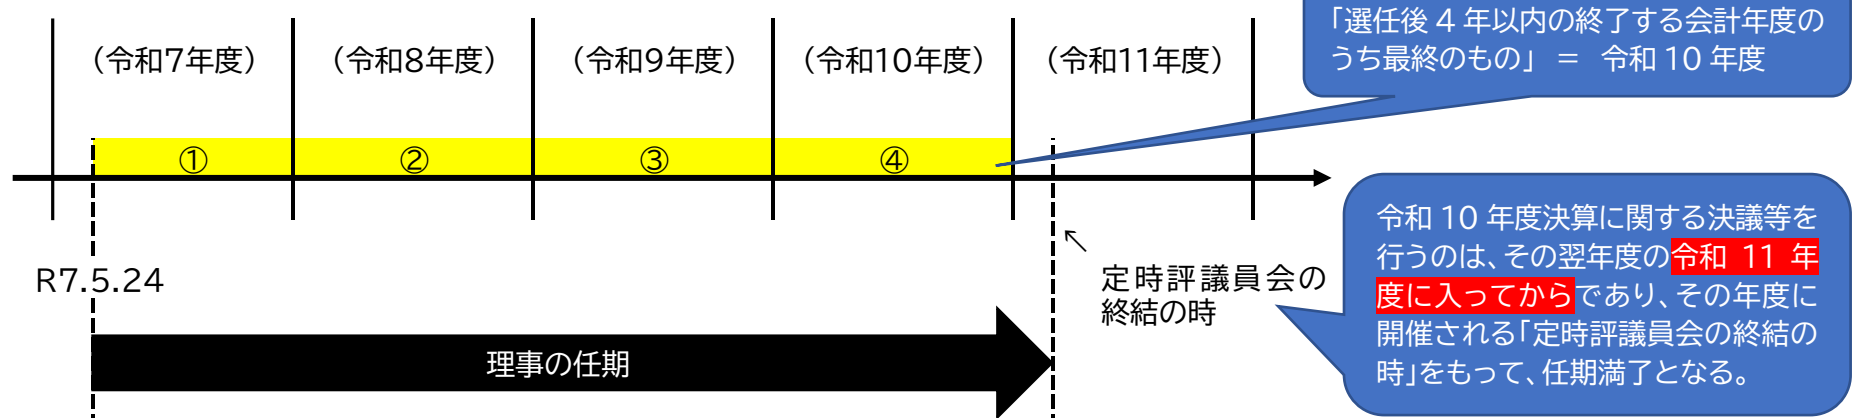 「選任後4年以内の終了する会計年度の
うち最終のもの」 = 令和10年度
(令和7年度)
(令和8年度)
(令和9年度)
(令和10年度)
(令和11年度)
①
②
③
④
R7.5.24
↑
定時評議員会の
終結の時
理事の任期
令和10年度決算に関する決議等を
行うのは、その翌年度の令和 11 年
度に入ってからであり、その年度に
開催される「定時評議員会の終結の
時」をもって、任期満了となる。